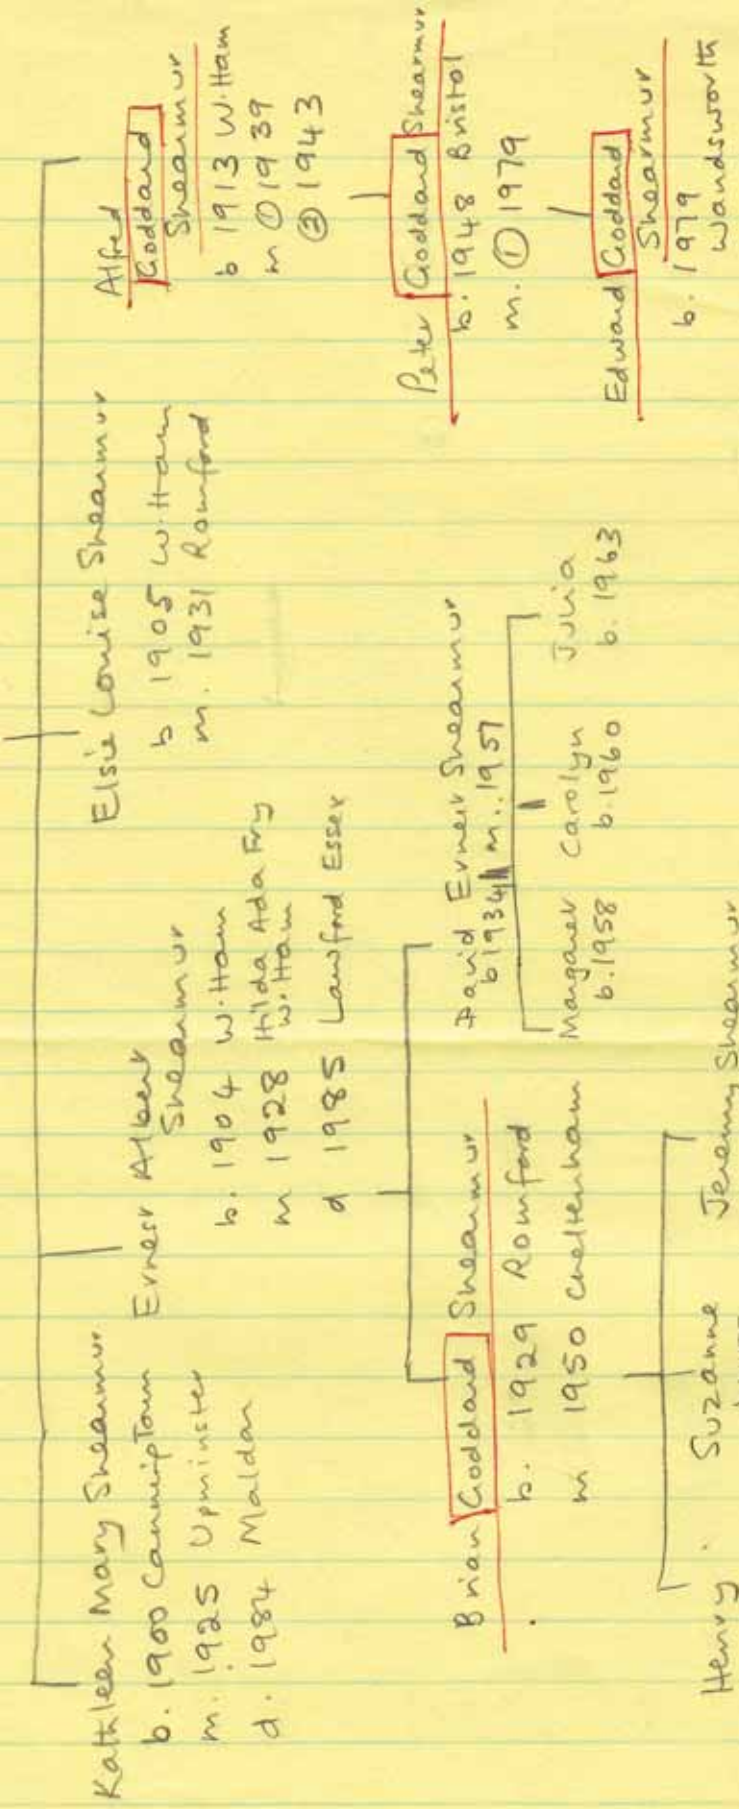 Kathleen Mary Shearmur
b. 1900 Canning Town
m. 1925 Upminster
d. 1984 Maldon
Ernest Albert
Shearmur
b. 1904 W. Ham
m 1928 Hilda Ada Fry
W. Ham
d 1985 Lawford Essex
Elsie Louise Shearmur
b 1905 W. Ham
m. 1931 Romford
Alfred
Goddard
Shearmur
b 1913 W. Ham
m ① 1939
② 1943
Brian Goddard Shearmur
b. 1929 Romford
m 1950 Cheltenham
David Ernest Shearmur
b 1934 m. 1957
Peter Goddard Shearmur
b. 1948 Bristol
m. ① 1979
Margaret
b. 1958
Carolyn
b. 1960
Julia
b. 1963
Edward Goddard
Shearmur
b. 1979
Wandsworth
Henry
Suzanne
Jeremy Shearmur